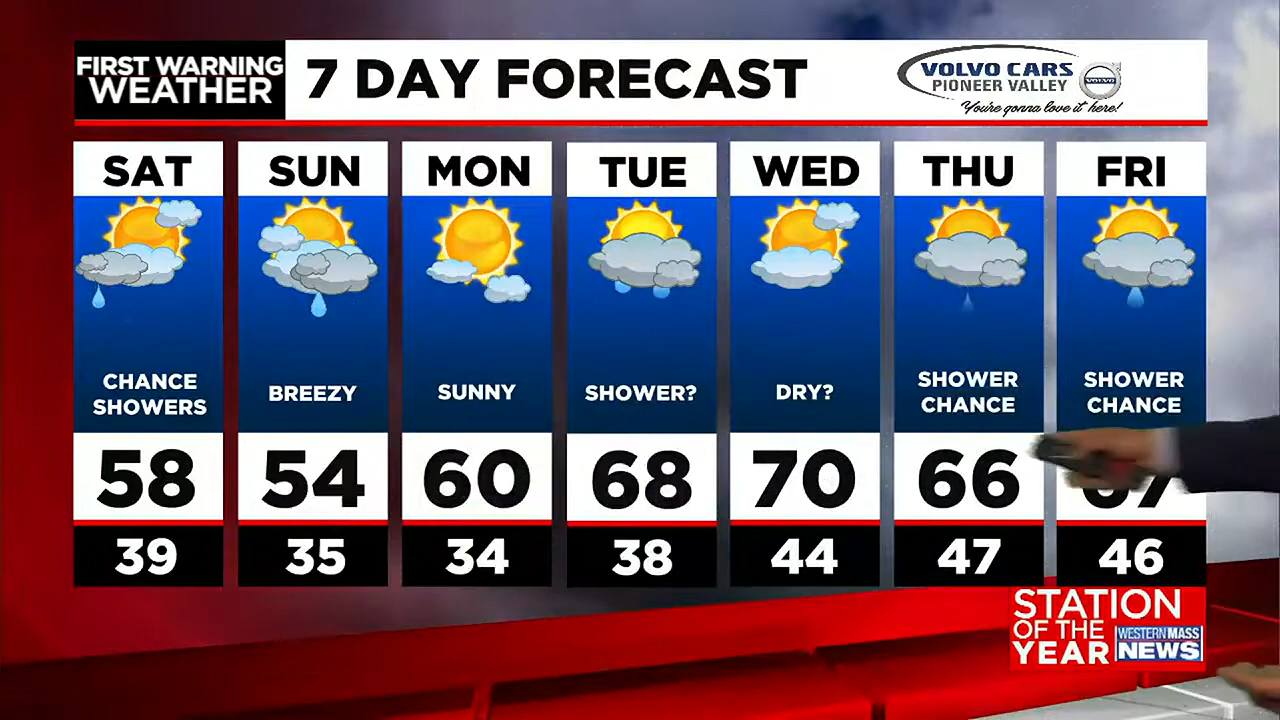 FIRST WARNING
WEATHER
7 DAY FORECAST
VOLVO CARS
PIONEER VALLEY
You're gonna love it here!
VOLVO
SAT
SUN
MON
TUE
WED
THU
FRI
CHANCE
SHOWERS
BREEZY
SUNNY
SHOWER?
DRY?
SHOWER
CHANCE
SHOWER
CHANCE
58
54
60
68
70
66
39
35
34
38
44
47
46
STATION
OF THE
YEAR
WESTERN MASS
NEWS